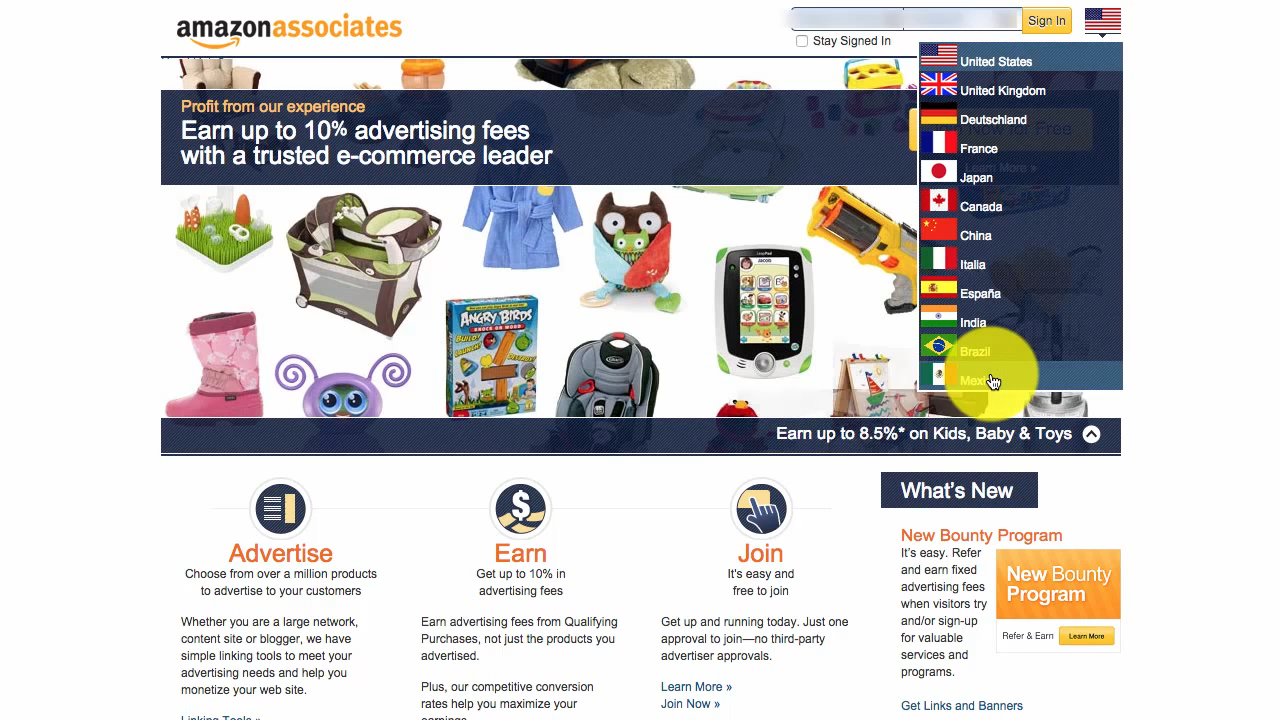 amazonassociates
Sign In
Stay Signed In
United States
United Kingdom
Deutschland
France
Japan
Canada
China
Italia
España
India
Brazil
Now for Free
Learn More »
Profit from our experience
Earn up to 10% advertising fees
with a trusted e-commerce leader
ANGRY BIRDS
KNOCK ON WOOD
Earn up to 8.5%* on Kids, Baby & Toys
Advertise
Choose from over a million products
to advertise to your customers
Whether you are a large network,
content site or blogger, we have
simple linking tools to meet your
advertising needs and help you
monetize your web site.
Linking Tools »
Earn
Get up to 10% in
advertising fees
Earn advertising fees from Qualifying
Purchases, not just the products you
advertised.
Plus, our competitive conversion
rates help you maximize your
earnings.
Join
It's easy and
free to join
Get up and running today. Just one
approval to join—no third-party
advertiser approvals.
Learn More »
Join Now »
What's New
New Bounty Program
It's easy. Refer
and earn fixed
advertising fees
when visitors try
and/or sign-up
for valuable
services and
programs.
New Bounty
Program
Refer & Earn
Learn More
Get Links and Banners